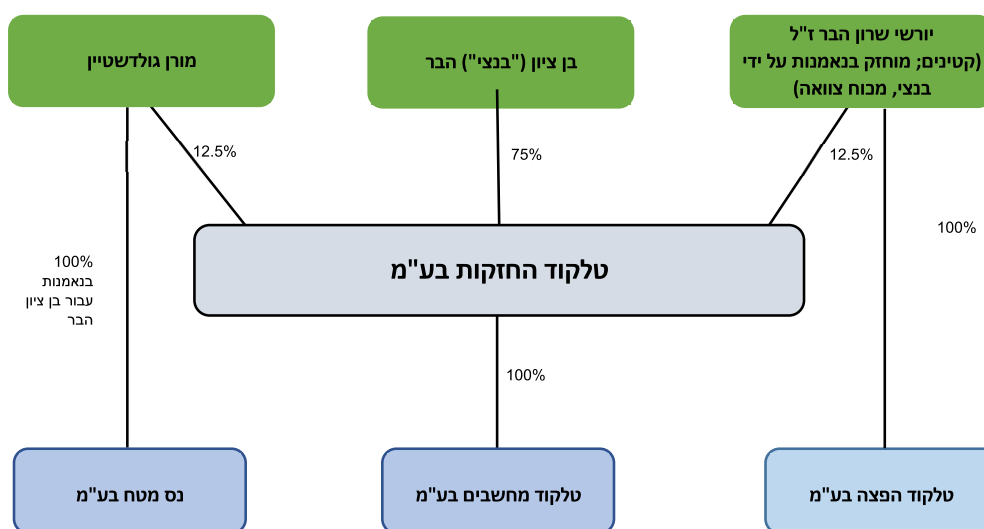 יורשי שרון הבר ז"ל
(קטינים; מוחזק בנאמנות על ידי
בנצי, מכוח צוואה)
בן ציון ("בנצי") הבר
מורן גולדשטיין
12.5%
75%
12.5%
100%
טלקוד החזקות בע"מ
100%
בנאמנות
עבור בן ציון
הבר
100%
טלקוד הפצה בע"מ
טלקוד מחשבים בע"מ
נס מטח בע"מ